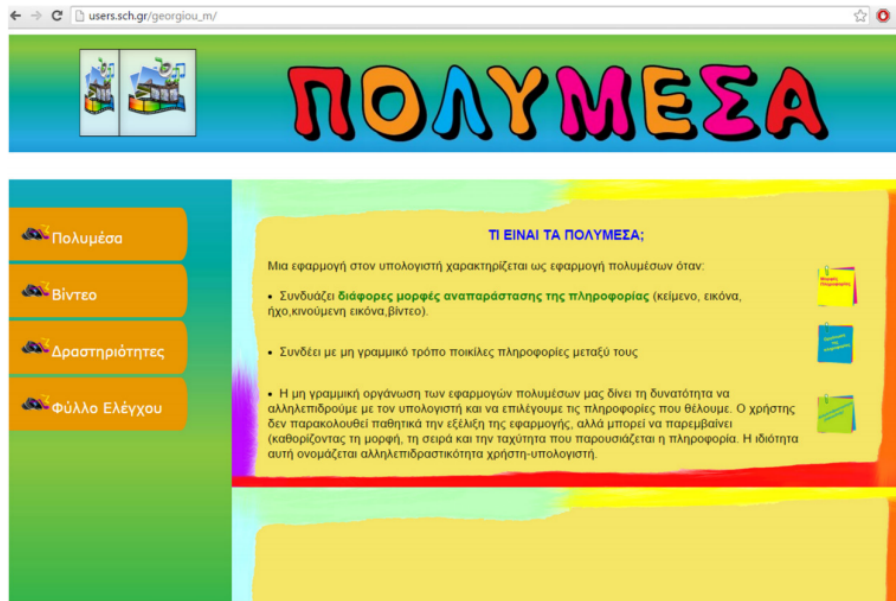 users.sch.gr/georgiou_m/
ΠΟΛΥΜΕΣΑ
Πολυμέσα
Βίντεο
Δραστηριότητες
Φύλλο Ελέγχου
ΤΙ ΕΙΝΑΙ ΤΑ ΠΟΛΥΜΕΣΑ;
Μια εφαρμογή στον υπολογιστή χαρακτηρίζεται ως εφαρμογή πολυμέσων όταν:
• Συνδυάζει διάφορες μορφές αναπαράστασης της πληροφορίας (κείμενο, εικόνα,
ήχο,κινούμενη εικόνα,βίντεο).
• Συνδέει με μη γραμμικό τρόπο ποικίλες πληροφορίες μεταξύ τους
• Η μη γραμμική οργάνωση των εφαρμογών πολυμέσων μας δίνει τη δυνατότητα να
αλληλεπιδρούμε με τον υπολογιστή και να επιλέγουμε τις πληροφορίες που θέλουμε. Ο χρήστης
δεν παρακολουθεί παθητικά την εξέλιξη της εφαρμογής, αλλά μπορεί να παρεμβαίνει
(καθορίζοντας τη μορφή, τη σειρά και την ταχύτητα που παρουσιάζεται η πληροφορία. Η ιδιότητα
αυτή ονομάζεται αλληλεπιδραστικότητα χρήστη-υπολογιστή.